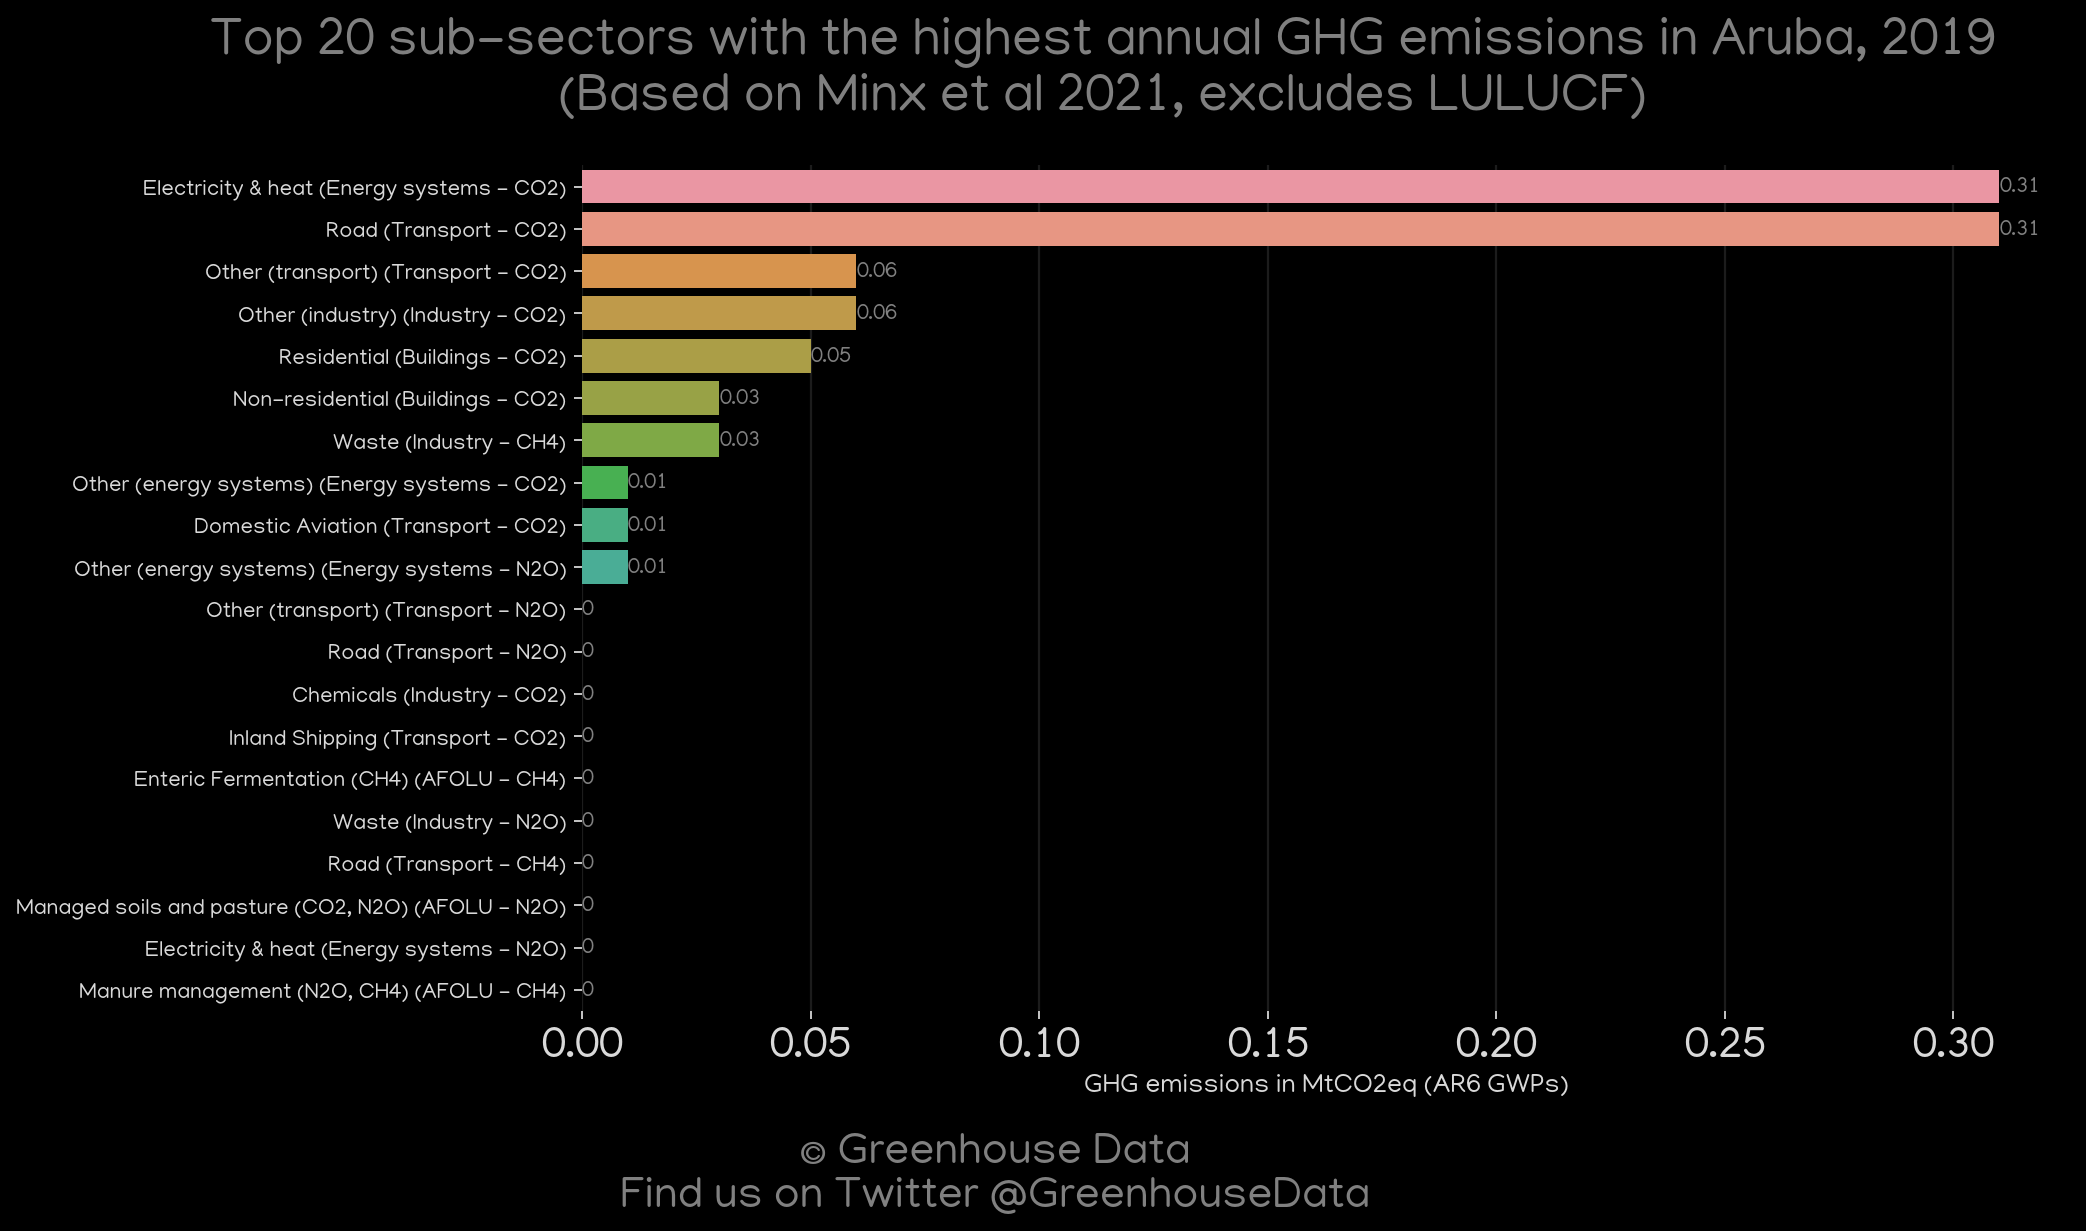 Top 20 sub-sectors with the highest annual GHG emissions in Aruba, 2019
(Based on Minx et al 2021, excludes LULUCF)
Electricity & heat (Energy systems - CO2) 0.31
Road (Transport - CO2) 0.31
Other (transport) (Transport - CO2) 0.06
Other (industry) (Industry - CO2) 0.06
Residential (Buildings - CO2) 0.05
Non-residential (Buildings - CO2) 0.03
Waste (Industry - CH4) 0.03
Other (energy systems) (Energy systems - CO2) 0.01
Domestic Aviation (Transport - CO2) 0.01
Other (energy systems) (Energy systems - N2O) 0.01
Other (transport) (Transport - N2O) 0
Road (Transport - N2O) 0
Chemicals (Industry - CO2) 0
Inland Shipping (Transport - CO2) 0
Enteric Fermentation (CH4) (AFOLU - CH4) 0
Waste (Industry - N2O) 0
Road (Transport - CH4) 0
Managed soils and pasture (CO2, N2O) (AFOLU - N2O) 0
Electricity & heat (Energy systems - N2O) 0
Manure management (N2O, CH4) (AFOLU - CH4) 0
0.00 0.05 0.10 0.15 0.20 0.25 0.30
GHG emissions in MtCO2eq (AR6 GWPs)
© Greenhouse Data
Find us on Twitter @GreenhouseData